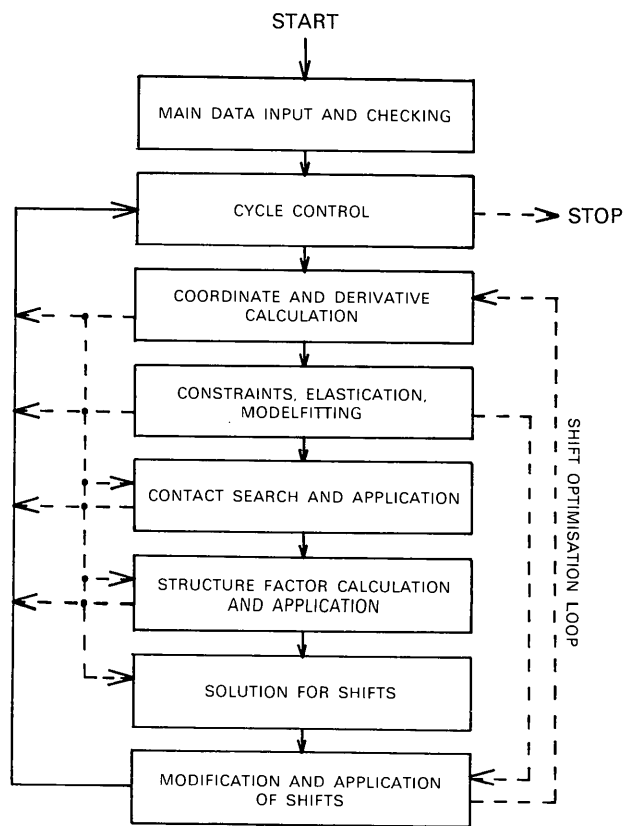 START
MAIN DATA INPUT AND CHECKING
CYCLE CONTROL
STOP
COORDINATE AND DERIVATIVE
CALCULATION
CONSTRAINTS, ELASTICATION,
MODELFITTING
SHIFT OPTIMISATION LOOP
CONTACT SEARCH AND APPLICATION
STRUCTURE FACTOR CALCULATION
AND APPLICATION
SOLUTION FOR SHIFTS
MODIFICATION AND APPLICATION
OF SHIFTS